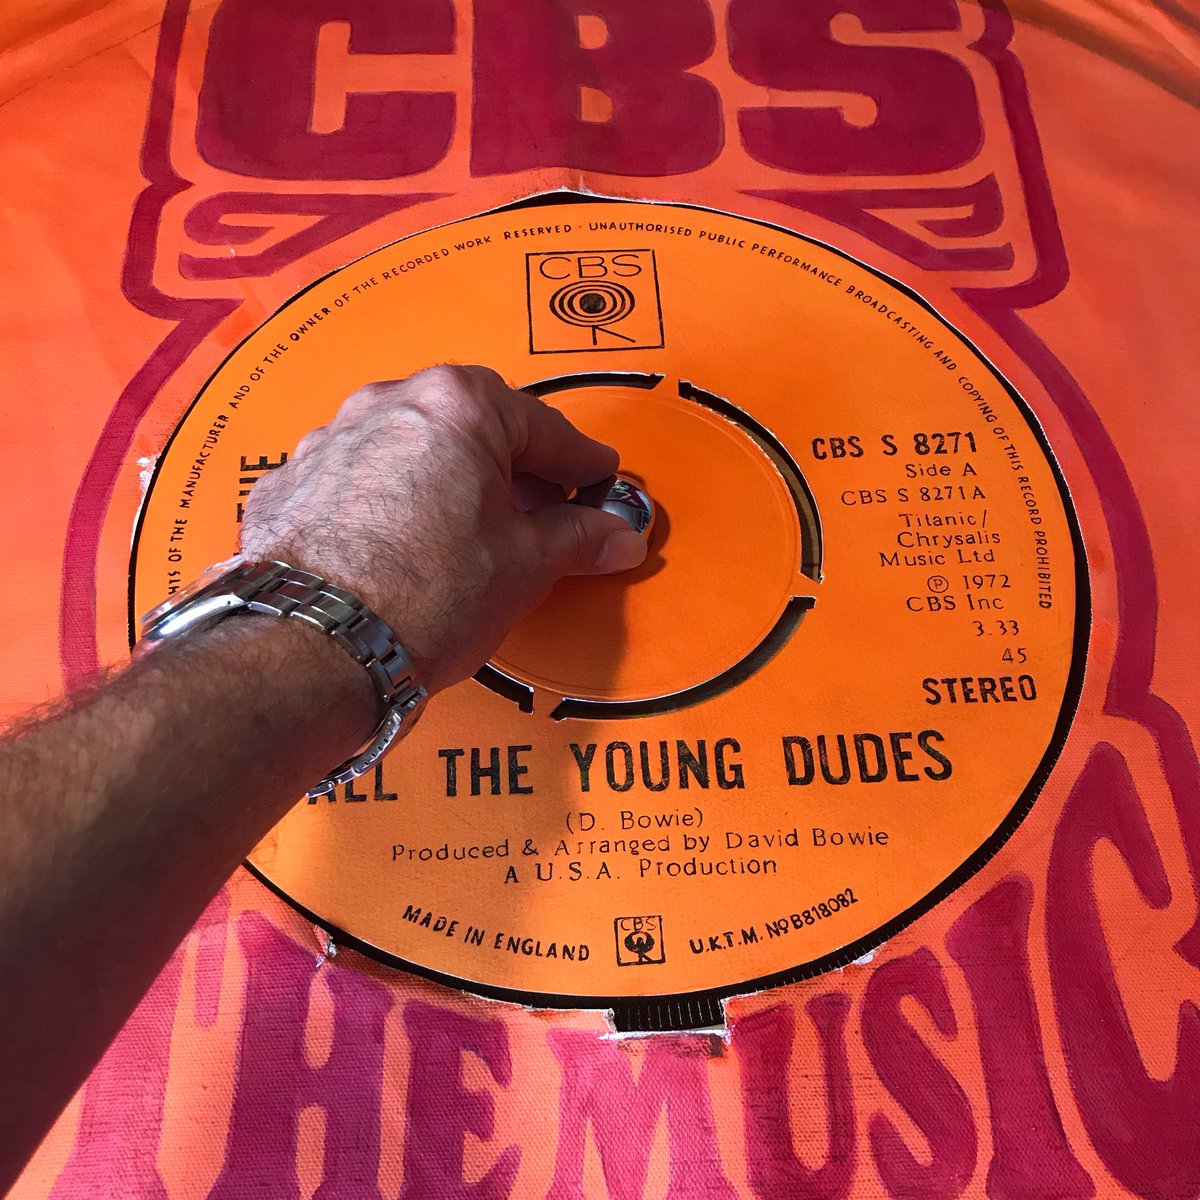 CBS
HTS OF THE MANUFACTURER AND OF THE OWNER OF THE RECORDED WORK RESERVED · UNAUTHORISED PUBLIC PERFORMANCE BROADCASTING AND COPYING OF THIS RECORD PROHIBITED
CBS
CBS S 8271
Side A
CBS S 8271A
Titanic/
Chrysalis
Music Ltd
℗ 1972
CBS Inc
3.33
45
STEREO
ALL THE YOUNG DUDES
(D. Bowie)
Produced & Arranged by David Bowie
A U.S.A. Production
MADE IN ENGLAND
CBS
U.K.T.M. No B818082
THE MUSIC